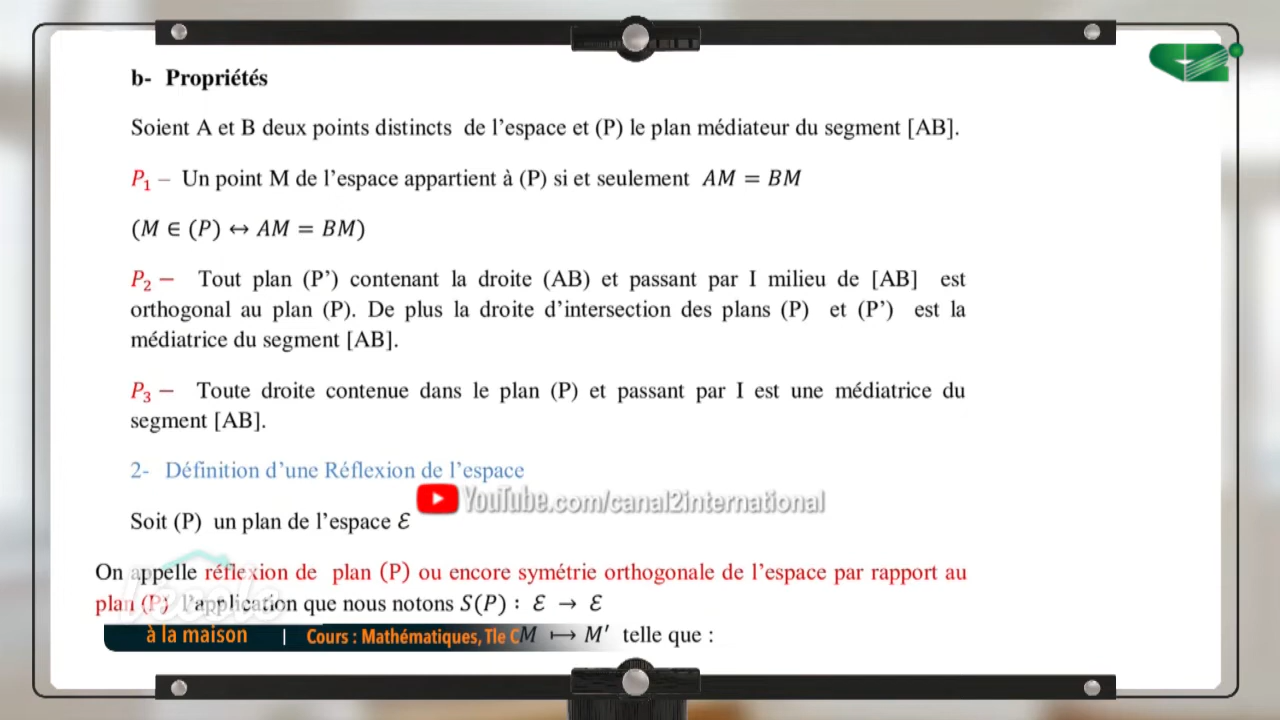 b- Propriétés
Soient A et B deux points distincts de l’espace et (P) le plan médiateur du segment [AB].
P₁ – Un point M de l’espace appartient à (P) si et seulement AM = BM
(M ∈ (P) ↔ AM = BM)
P₂ − Tout plan (P’) contenant la droite (AB) et passant par I milieu de [AB] est
orthogonal au plan (P). De plus la droite d’intersection des plans (P) et (P’) est la
médiatrice du segment [AB].
P₃ − Toute droite contenue dans le plan (P) et passant par I est une médiatrice du
segment [AB].
2- Définition d’une Réflexion de l’espace
YouTube.com/canal2international
Soit (P) un plan de l’espace ℰ
On appelle réflexion de plan (P) ou encore symétrie orthogonale de l’espace par rapport au
plan (P) l’application que nous notons S(P) : ℰ → ℰ
M ⟼ M′ telle que :
à la maison | Cours : Mathématiques, Tle C